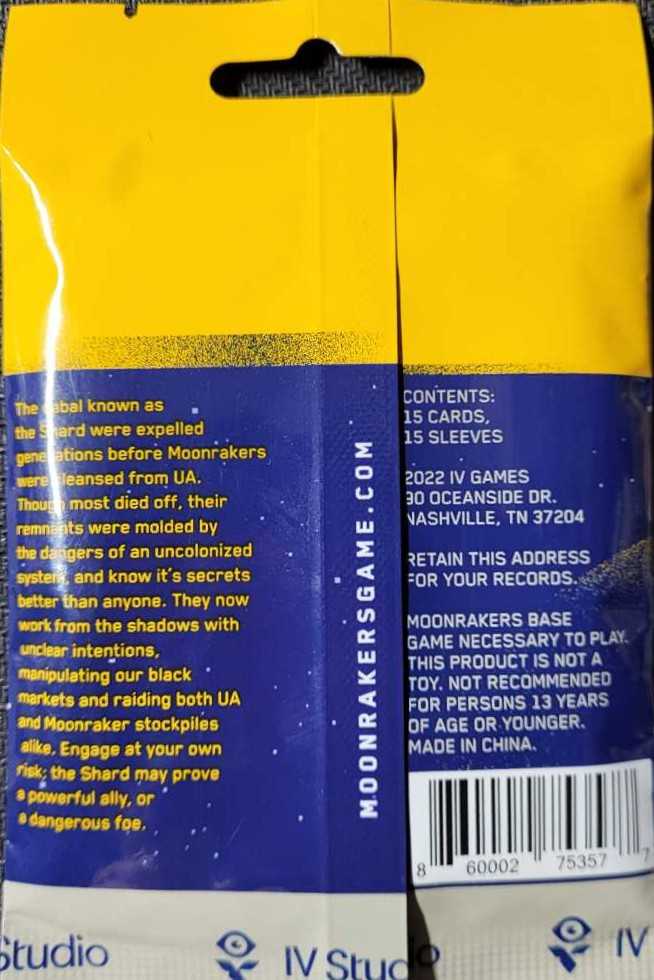 The cabal known as
the Shard were expelled
generations before Moonrakers
were cleansed from UA.
Though most died off, their
remnants were molded by
the dangers of an uncolonized
system, and know it's secrets
better than anyone. They now
work from the shadows with
unclear intentions,
manipulating our black
markets and raiding both UA
and Moonraker stockpiles
alike. Engage at your own
risk; the Shard may prove
a powerful ally, or
a dangerous foe.
MOONRAKERSGAME.COM
CONTENTS:
15 CARDS,
15 SLEEVES
2022 IV GAMES
90 OCEANSIDE DR.
NASHVILLE, TN 37204
RETAIN THIS ADDRESS
FOR YOUR RECORDS.
MOONRAKERS BASE
GAME NECESSARY TO PLAY.
THIS PRODUCT IS NOT A
TOY. NOT RECOMMENDED
FOR PERSONS 13 YEARS
OF AGE OR YOUNGER.
MADE IN CHINA.
8 60002 75357 7
Studio IV Studio IV